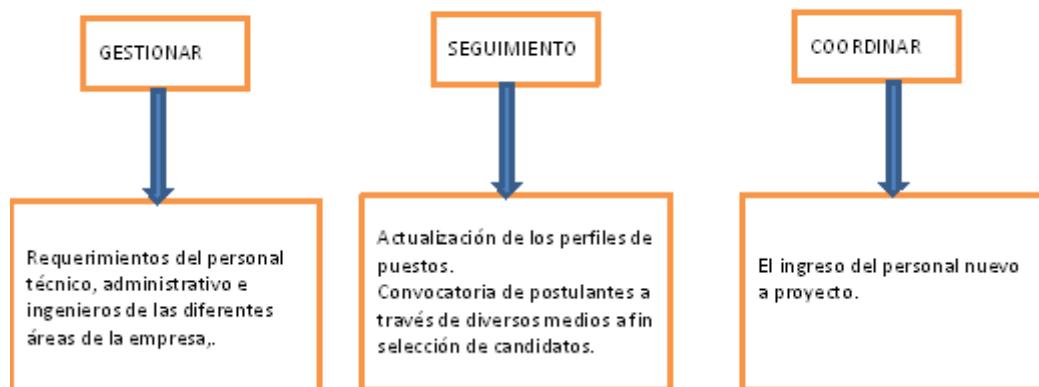 GESTIONAR
SEGUIMIENTO
COORDINAR
Requerimientos del personal
técnico, administrativo e
ingenieros de las diferentes
áreas de la empresa,.
Actualización de los perfiles de
puestos.
Convocatoria de postulantes a
través de diversos medios a fin
selección de candidatos.
El ingreso del personal nuevo
a proyecto.